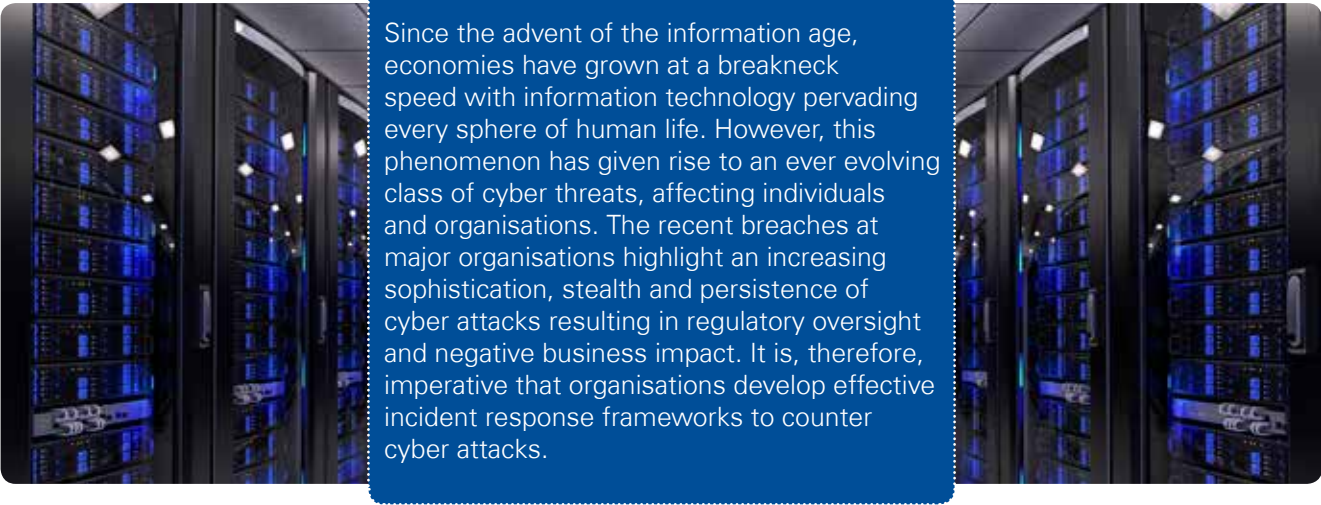 Since the advent of the information age,
economies have grown at a breakneck
speed with information technology pervading
every sphere of human life. However, this
phenomenon has given rise to an ever evolving
class of cyber threats, affecting individuals
and organisations. The recent breaches at
major organisations highlight an increasing
sophistication, stealth and persistence of
cyber attacks resulting in regulatory oversight
and negative business impact. It is, therefore,
imperative that organisations develop effective
incident response frameworks to counter
cyber attacks.